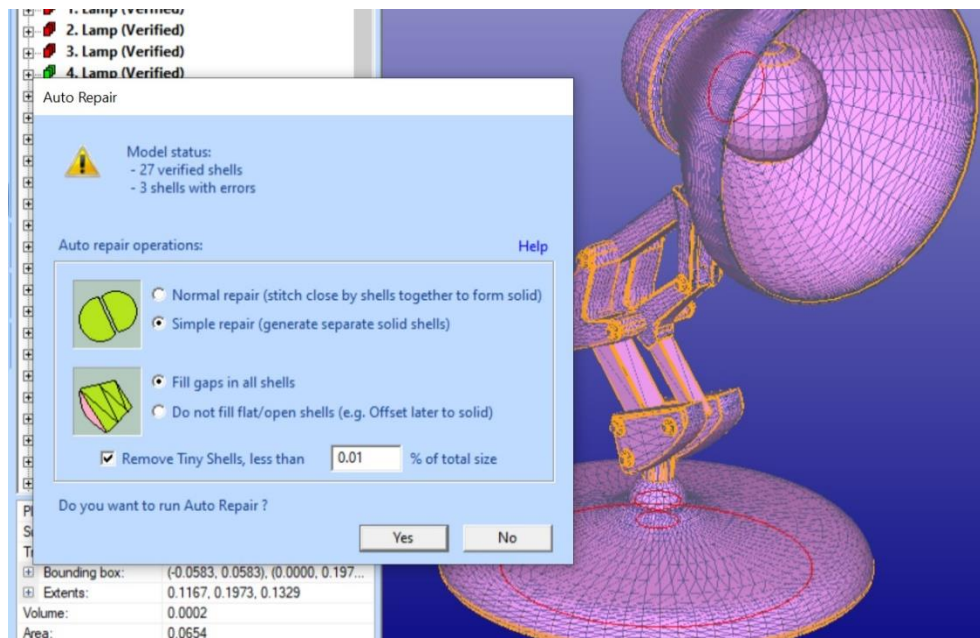 1. Lamp (Verified)
2. Lamp (Verified)
3. Lamp (Verified)
4. Lamp (Verified)
Auto Repair
Model status:
- 27 verified shells
- 3 shells with errors
Auto repair operations:
Help
Normal repair (stitch close by shells together to form solid)
Simple repair (generate separate solid shells)
Fill gaps in all shells
Do not fill flat/open shells (e.g. Offset later to solid)
Remove Tiny Shells, less than 0.01 % of total size
Do you want to run Auto Repair ?
Yes No
Bounding box: (-0.0583, 0.0583), (0.0000, 0.197...
Extents: 0.1167, 0.1973, 0.1329
Volume: 0.0002
Area: 0.0654